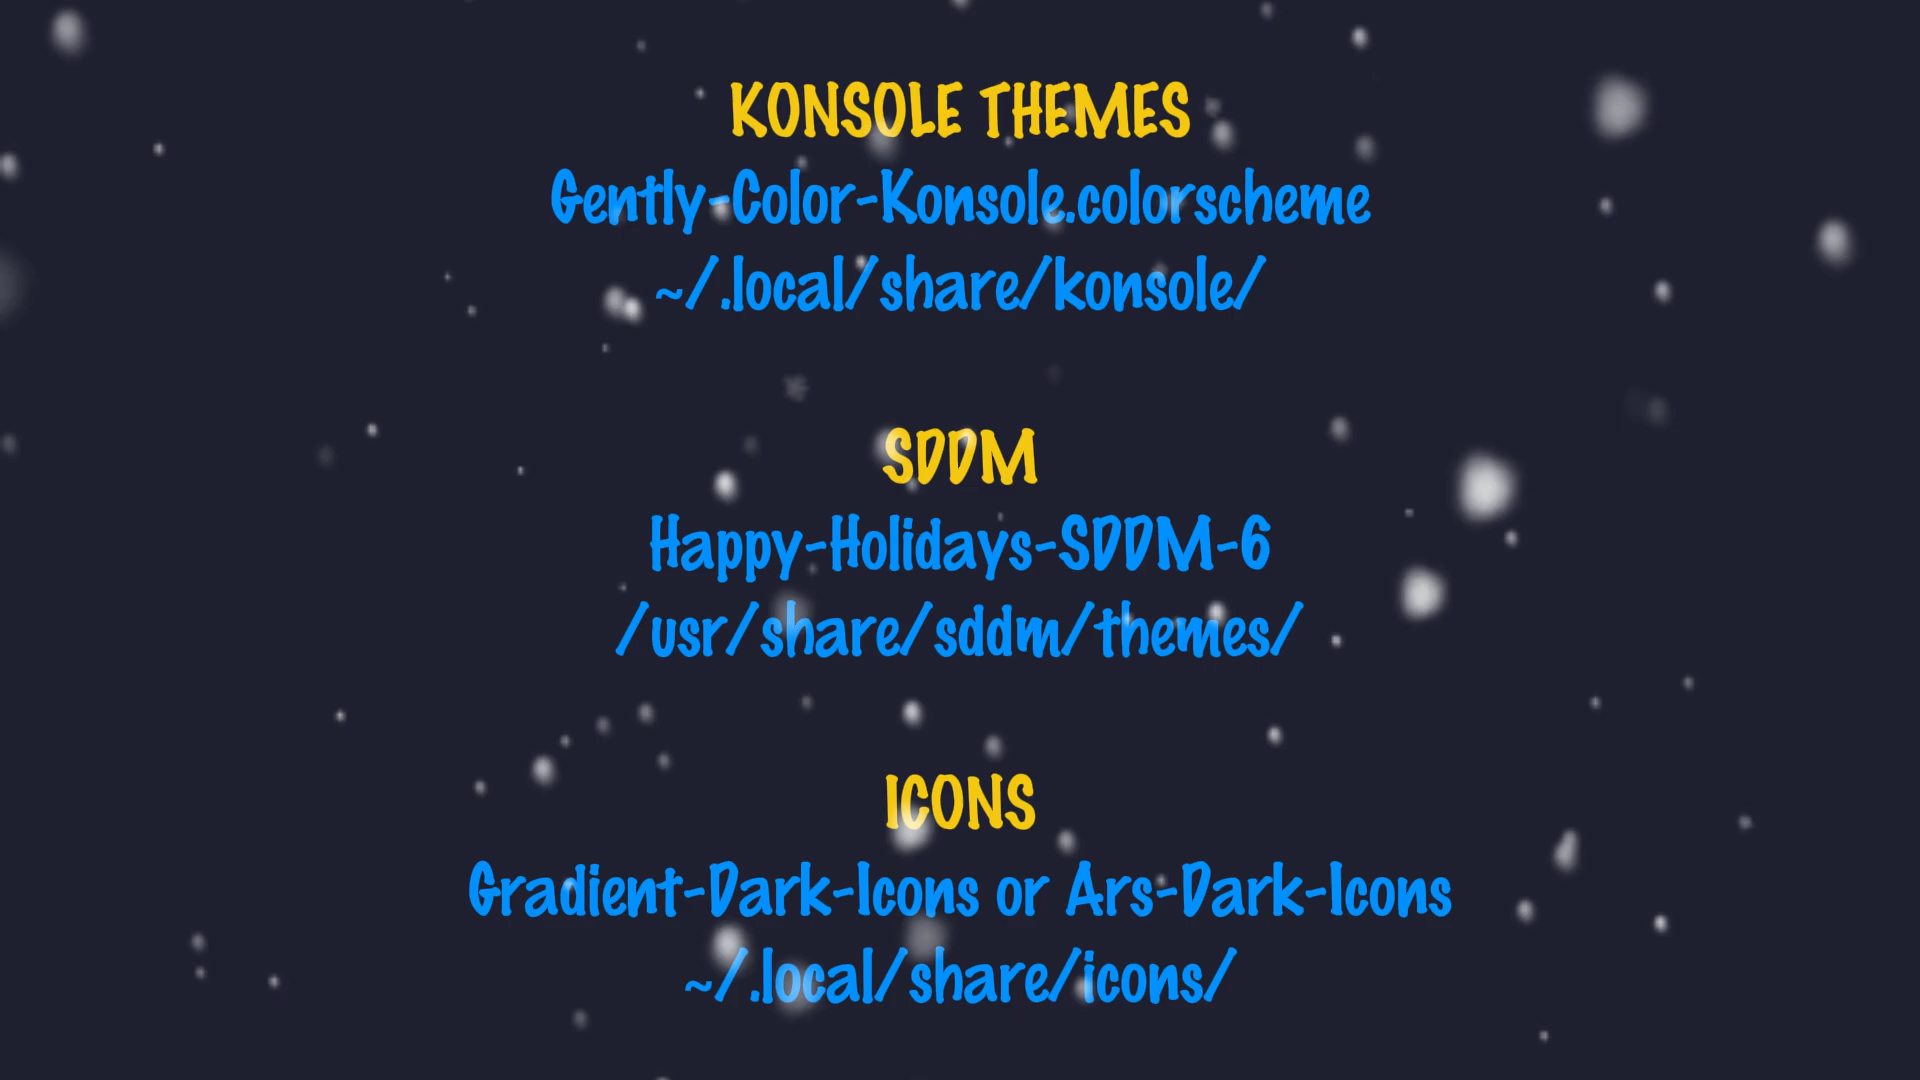 KONSOLE THEMES
Gently-Color-Konsole.colorscheme
~/.local/share/konsole/
SDDM
Happy-Holidays-SDDM-6
/usr/share/sddm/themes/
ICONS
Gradient-Dark-Icons or Ars-Dark-Icons
~/.local/share/icons/